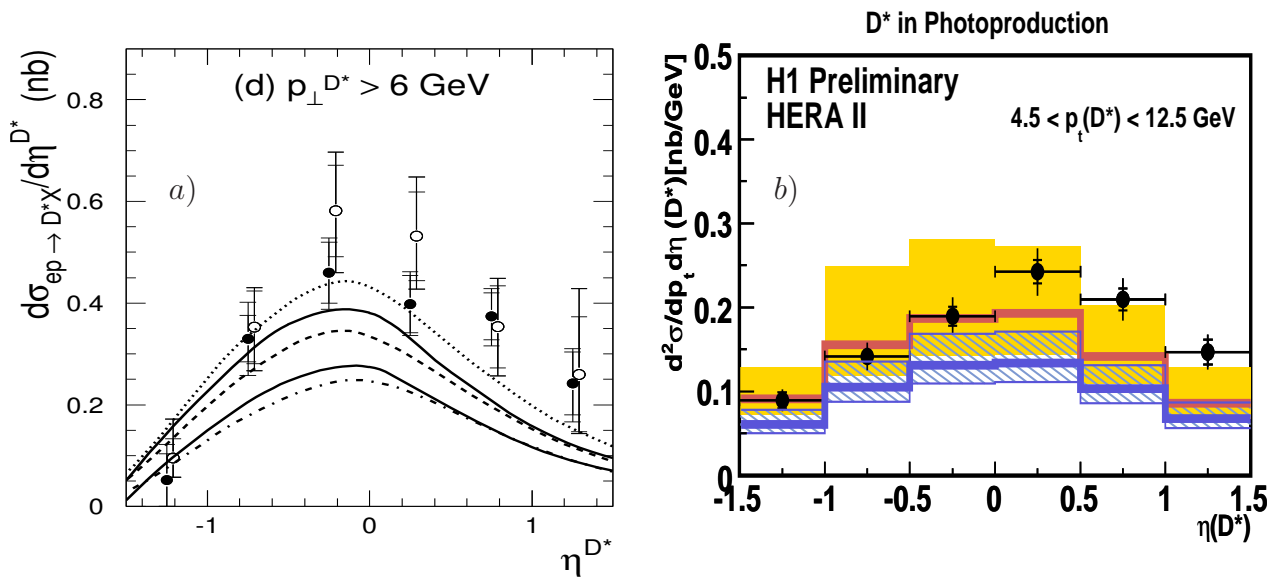 (d) p⊥D* > 6 GeV
a)
dσep → D*X/dηD* (nb)
0.8
0.6
0.4
0.2
0
-1
0
1
ηD*
D* in Photoproduction
H1 Preliminary
HERA II
4.5 < pt(D*) < 12.5 GeV
b)
d2σ/dptdη (D*)[nb/GeV]
0.5
0.4
0.3
0.2
0.1
0
-1.5
-1
-0.5
0
0.5
1
1.5
η(D*)